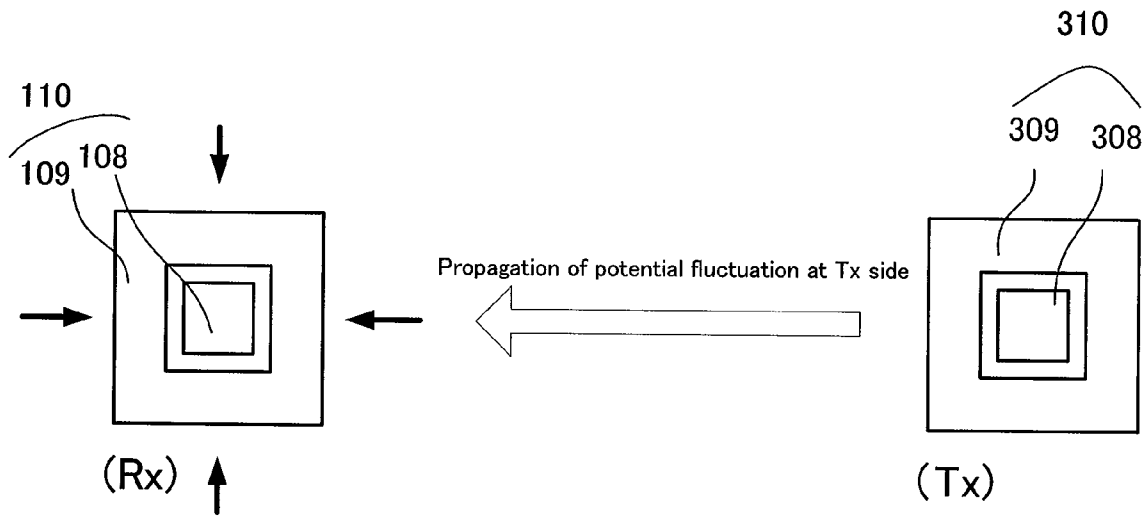 310
110
309 308
109 108
Propagation of potential fluctuation at Tx side
(Rx)
(Tx)